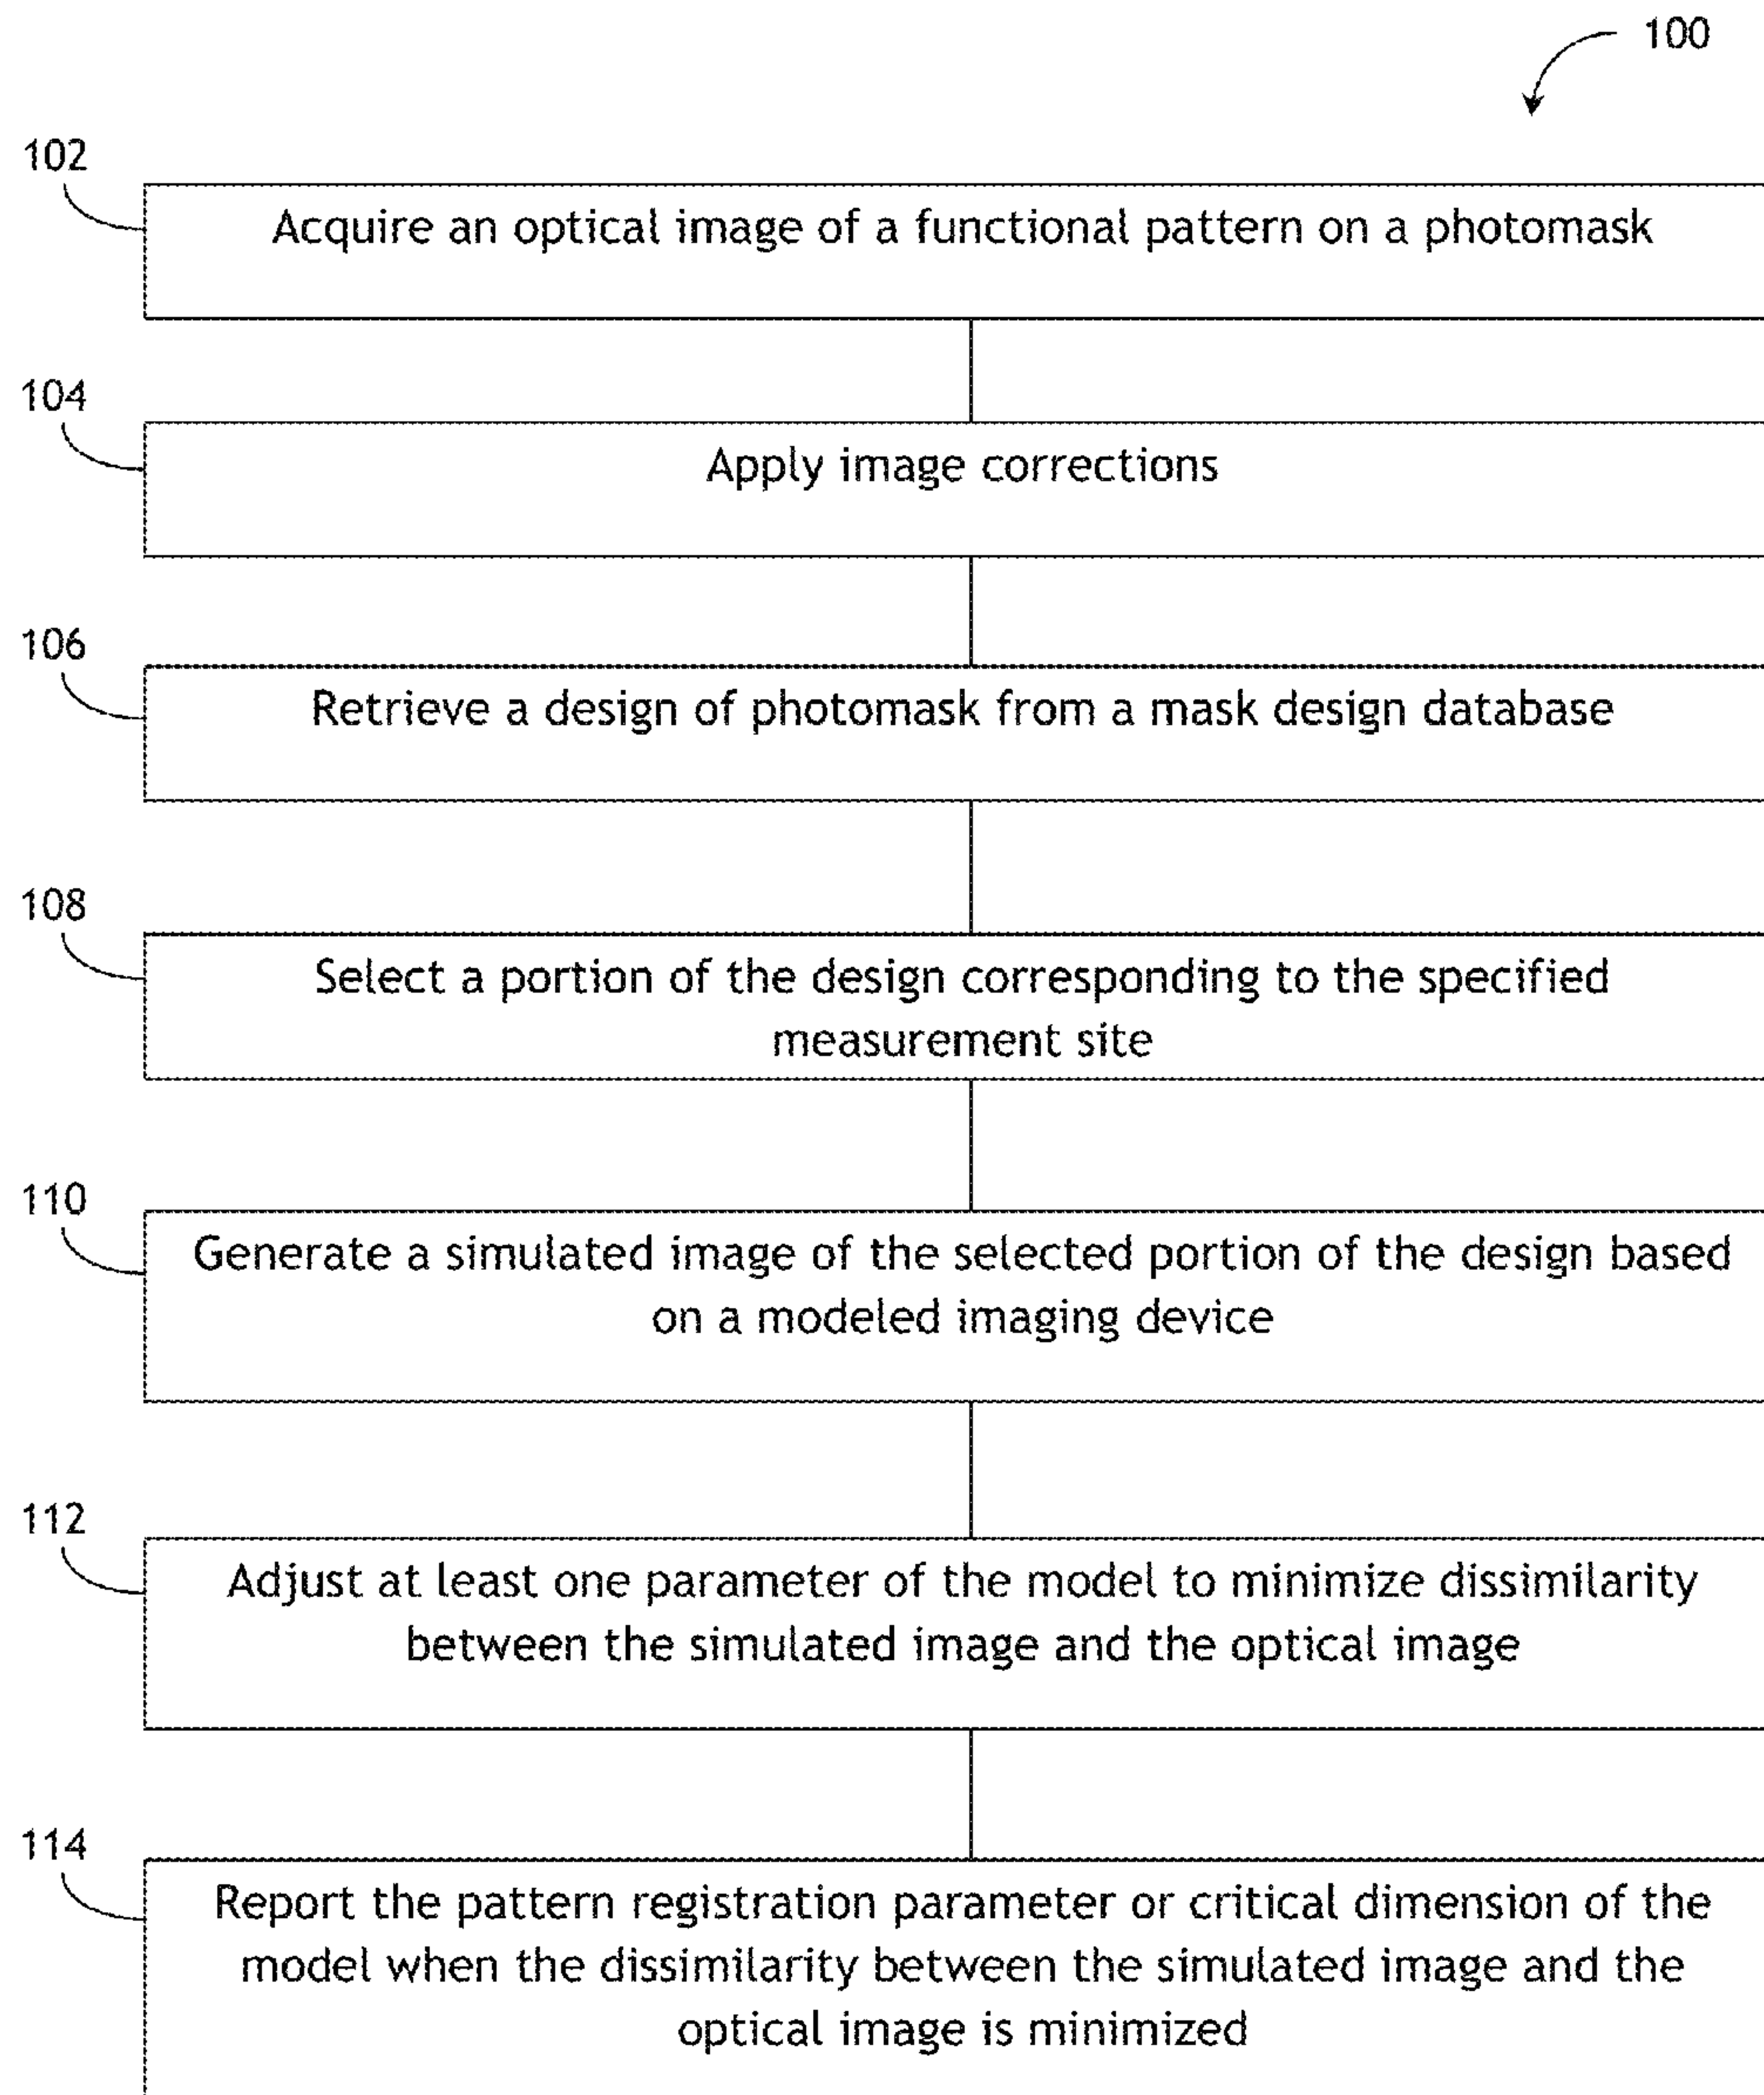 100
102
Acquire an optical image of a functional pattern on a photomask
104
Apply image corrections
106
Retrieve a design of photomask from a mask design database
108
Select a portion of the design corresponding to the specified
measurement site
110
Generate a simulated image of the selected portion of the design based
on a modeled imaging device
112
Adjust at least one parameter of the model to minimize dissimilarity
between the simulated image and the optical image
114
Report the pattern registration parameter or critical dimension of the
model when the dissimilarity between the simulated image and the
optical image is minimized